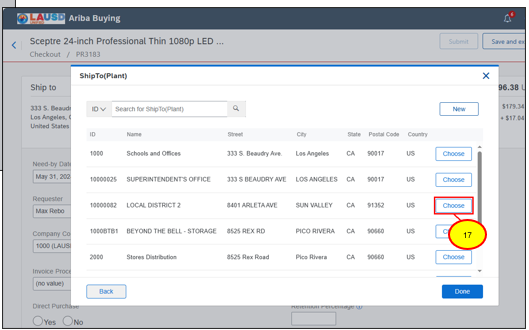 LAUSD Ariba Buying
Sceptre 24-inch Professional Thin 1080p LED ...
Checkout / PR3183
Submit
Save and ex
ShipTo(Plant)
Ship to
333 S. Beaudr
Los Angeles, C
United States
96.38 U
$179.34
+ $17.04
ID
Search for ShipTo(Plant)
New
ID Name Street City State Postal Code Country
1000 Schools and Offices 333 S. Beaudry Ave Los Angeles CA 90017 US Choose
10000025 SUPERINTENDENT'S OFFICE 333 S BEAUDRY AVE LOS ANGELES CA 90017 US Choose
10000082 LOCAL DISTRICT 2 8401 ARLETA AVE SUN VALLEY CA 91352 US Choose
1000BTB1 BEYOND THE BELL - STORAGE 8525 REX RD PICO RIVERA CA 90660 US
17
2000 Stores Distribution 8525 Rex Road Pico Rivera CA 90660 US Choose
Need-by Date
May 31, 202
Requester
Max Rebo
Company Co
1000 (LAUS
Invoice Proce
(no value)
Back
Done
Direct Purchase
Yes No
Retention Percentage